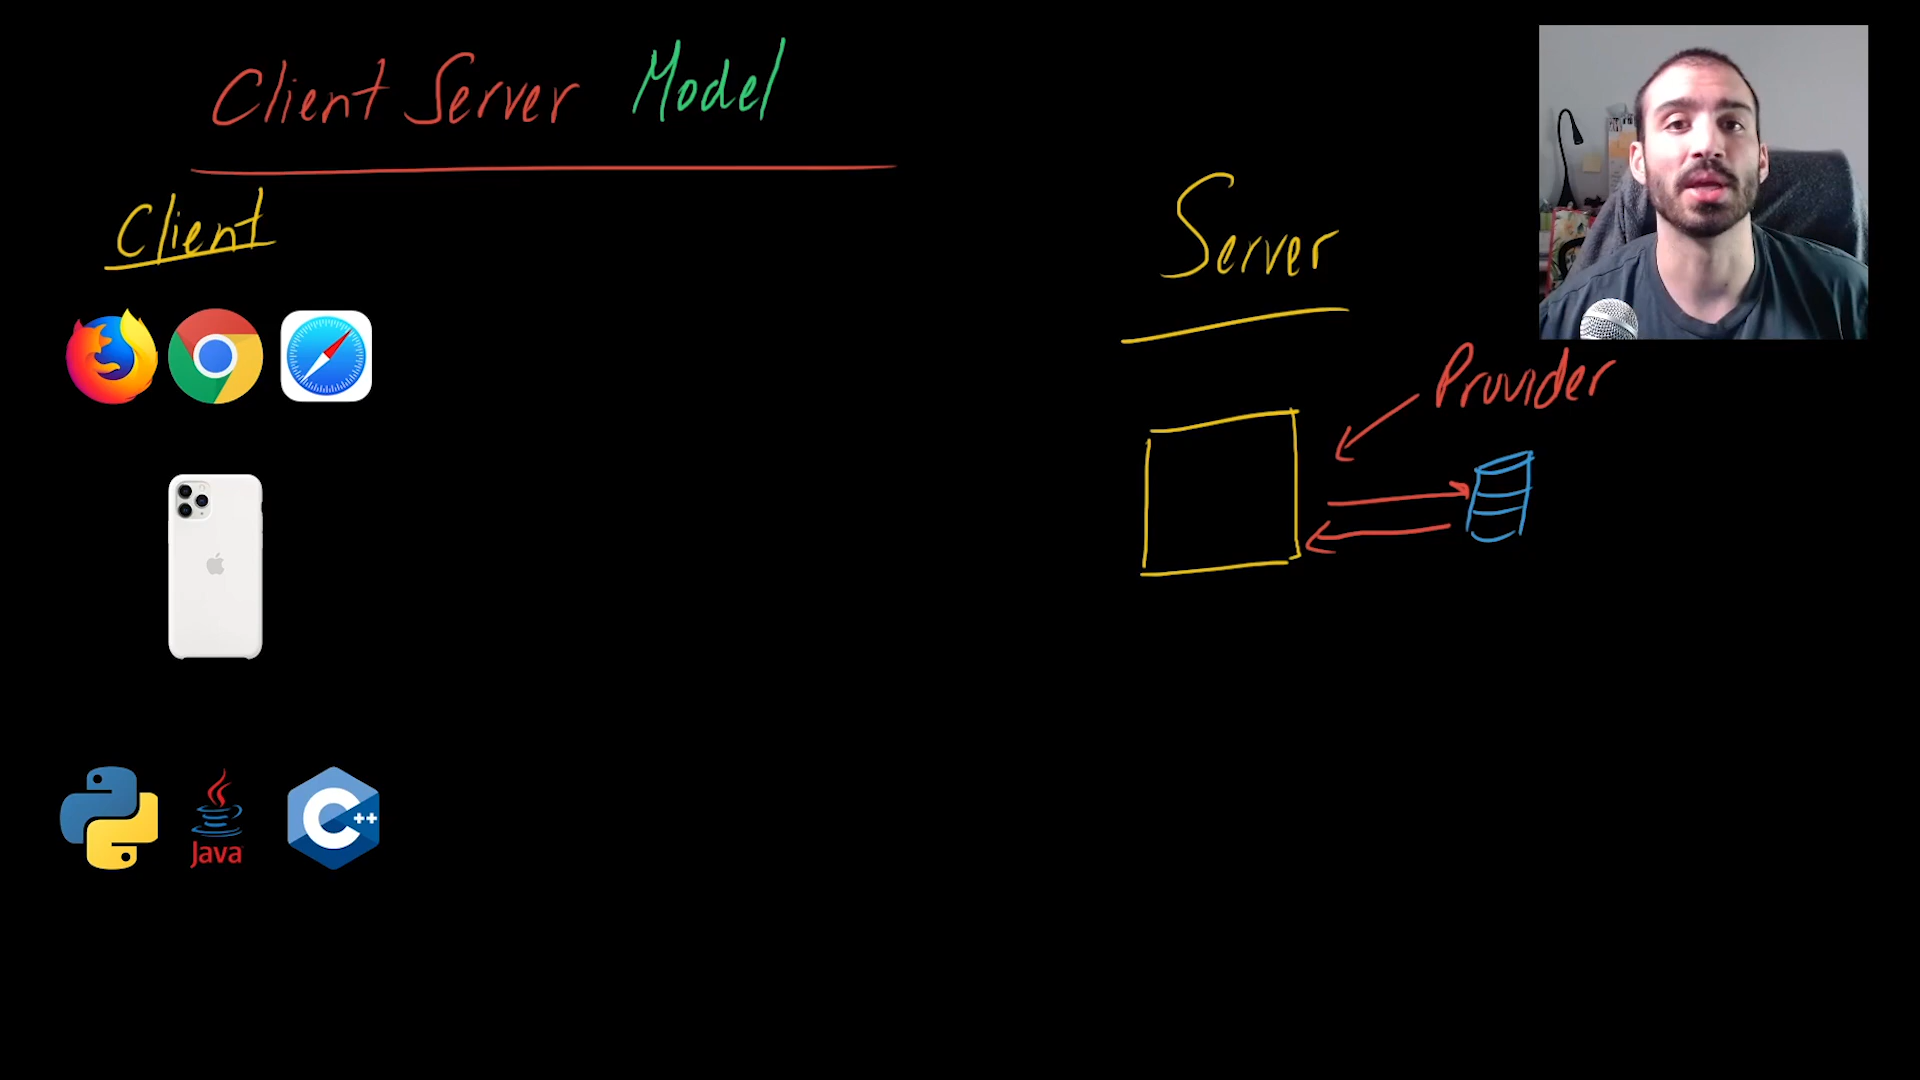 Client Server Model
Client
Server
Provider
Java
C++